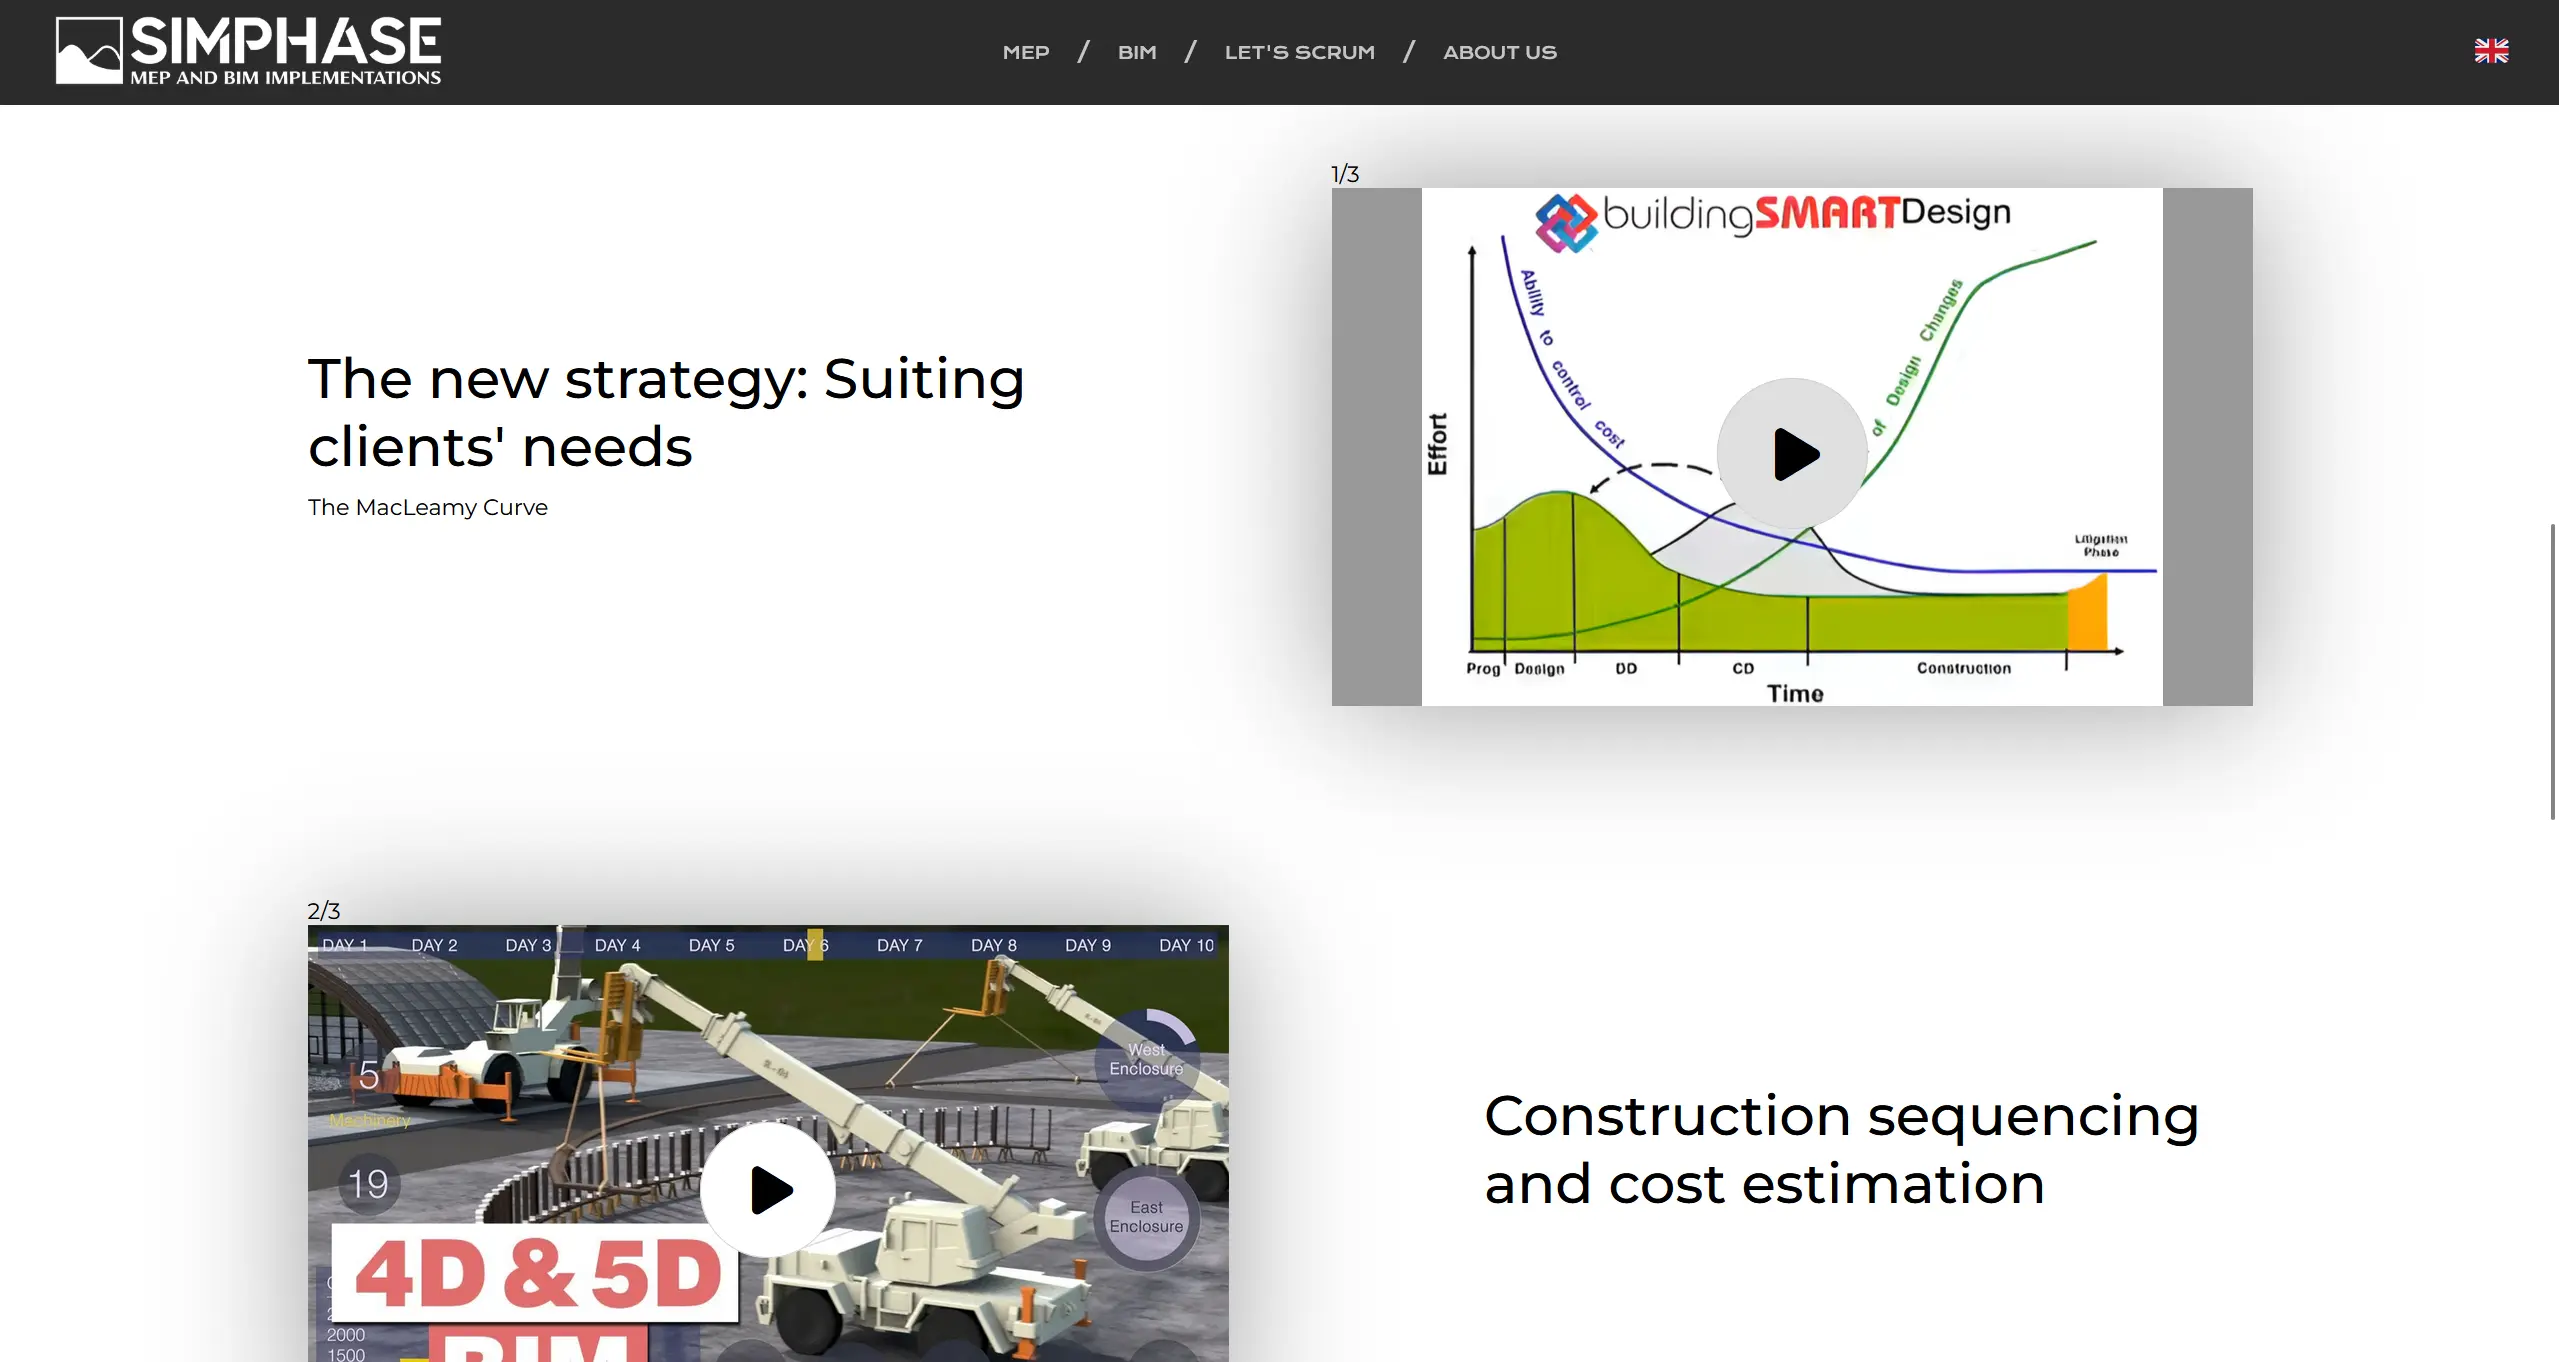 SIMPHASE
MEP AND BIM IMPLEMENTATIONS
MEP / BIM / LET'S SCRUM / ABOUT US
1/3
buildingSMARTDesign
Ability to control cost
of Design Changes
Effort
Litigation
Phase
Prog Design DD CD Construction
Time
The new strategy: Suiting
clients' needs
The MacLeamy Curve
2/3
DAY 1 DAY 2 DAY 3 DAY 4 DAY 5 DAY 6 DAY 7 DAY 8 DAY 9 DAY 10
West
Enclosure
5
Machinery
19
East
Enclosure
4D & 5D
BIM
2000
1500
Construction sequencing
and cost estimation